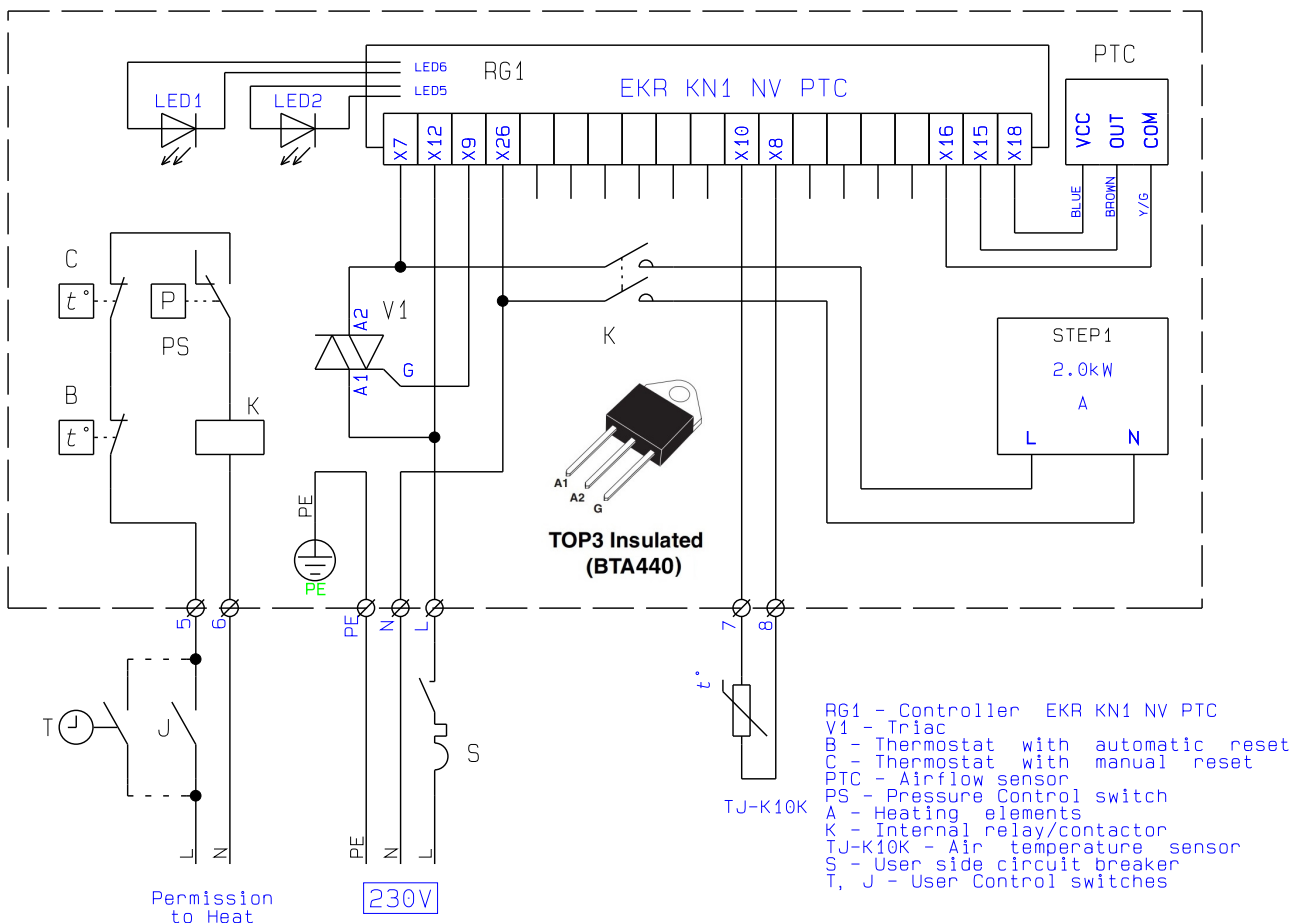 LED6
RG1
PTC
LED5
EKR KN1 NV PTC
LED1
LED2
X7
X12
X9
X26
X10
X8
X16
X15
X18
VCC
OUT
COM
BLUE
BROWN
Y/G
C
t°
P
PS
V1
A2
A1
G
K
STEP1
2.0kW
A
L
N
B
t°
K
A1
A2
G
TOP3 Insulated
(BTA440)
PE
PE
5
6
PE
N
L
7
8
T
J
S
t°
TJ-K10K
L
N
PE
N
L
Permission
to Heat
230V
RG1 - Controller EKR KN1 NV PTC
V1 - Triac
B - Thermostat with automatic reset
C - Thermostat with manual reset
PTC - Airflow sensor
PS - Pressure Control switch
A - Heating elements
K - Internal relay/contactor
TJ-K10K - Air temperature sensor
S - User side circuit breaker
T, J - User Control switches